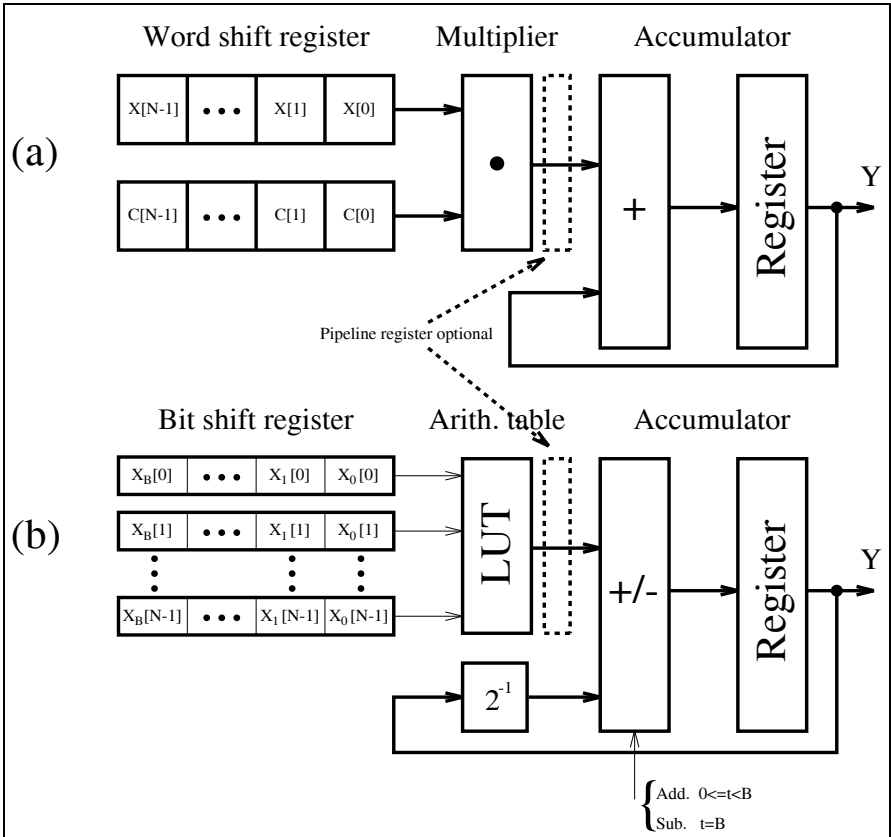 Word shift register Multiplier Accumulator
(a)
X[N-1] ••• X[1] X[0]
C[N-1] ••• C[1] C[0]
•
+
Register
Y
Pipeline register optional
Bit shift register Arith. table Accumulator
(b)
X_B[0] ••• X_1[0] X_0[0]
X_B[1] ••• X_1[1] X_0[1]
X_B[N-1] ••• X_1[N-1] X_0[N-1]
LUT
+/-
Register
Y
2^-1
Add. 0<=t<B
Sub. t=B